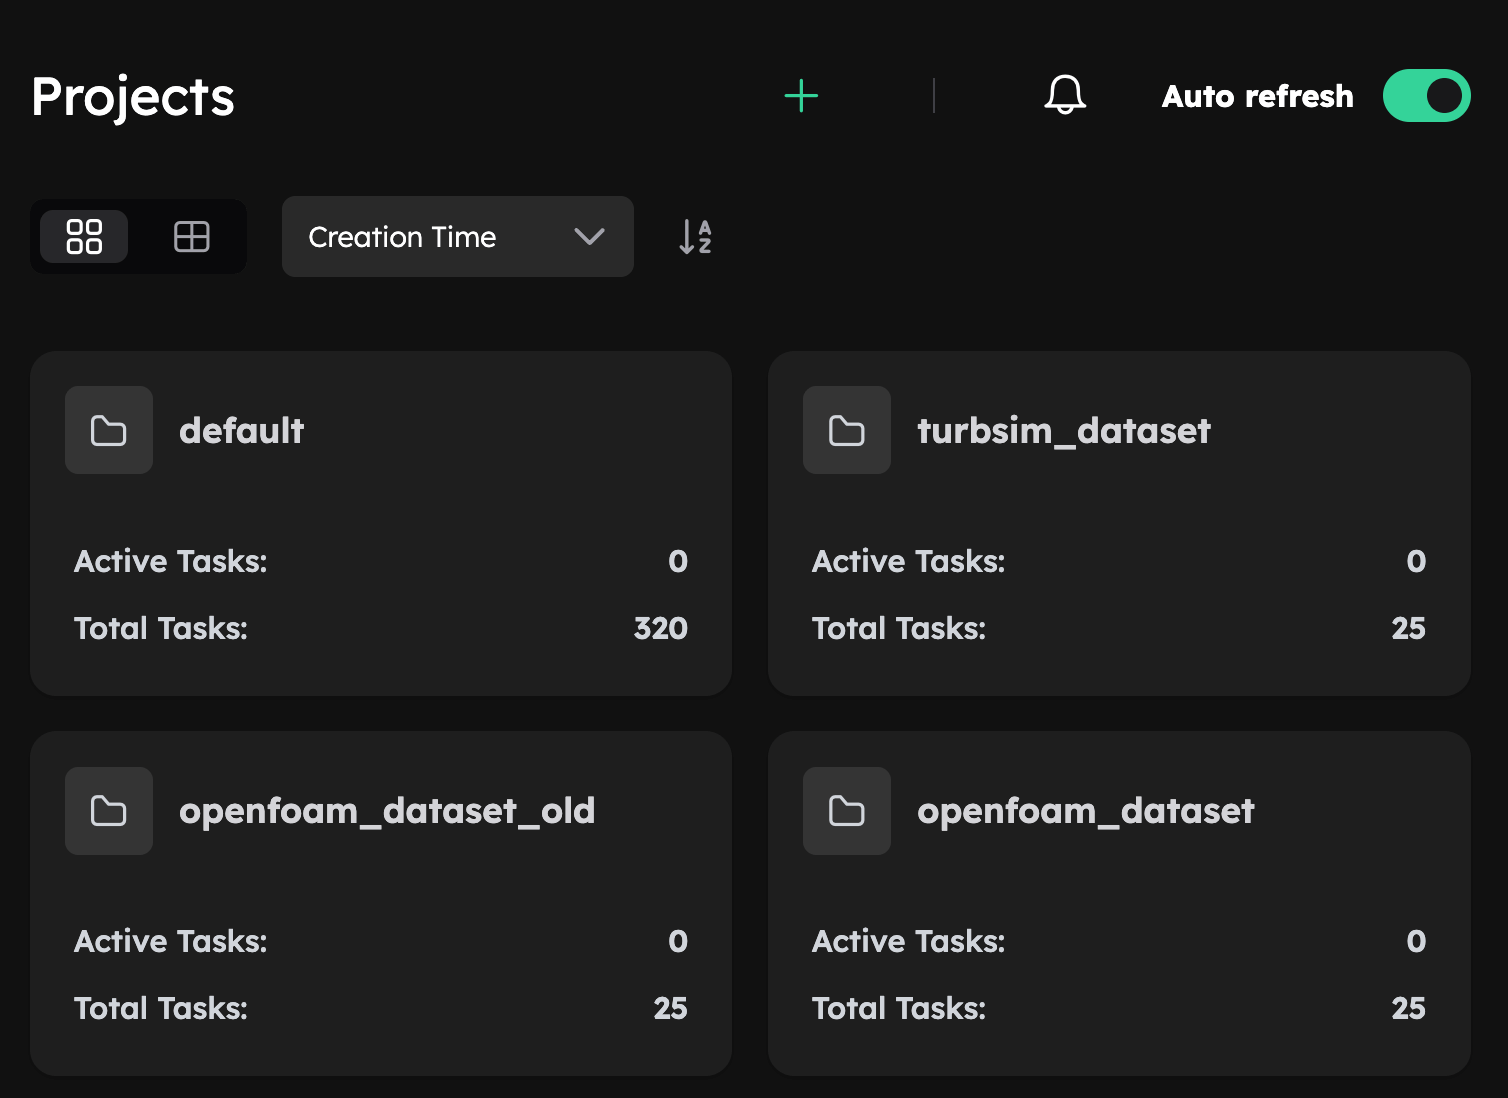 Projects
Auto refresh
Creation Time
A
Z
default
Active Tasks: 0
Total Tasks: 320
turbsim_dataset
Active Tasks: 0
Total Tasks: 25
openfoam_dataset_old
Active Tasks: 0
Total Tasks: 25
openfoam_dataset
Active Tasks: 0
Total Tasks: 25